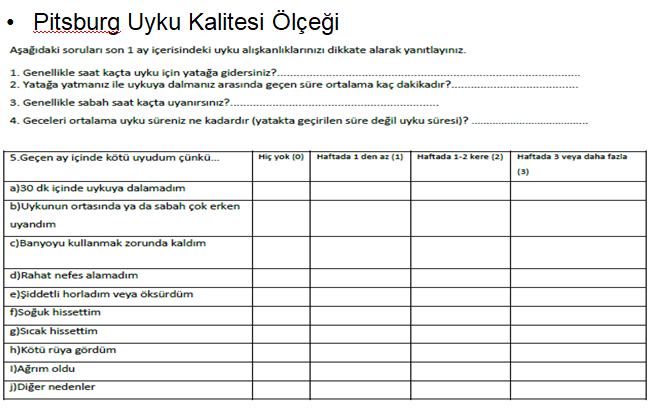 • Pitsburg Uyku Kalitesi Ölçeği
Aşağıdaki soruları son 1 ay içerisindeki uyku alışkanlıklarınızı dikkate alarak yanıtlayınız.
1. Genellikle saat kaçta uyku için yatağa gidersiniz?......................................................................................
2. Yatağa yatmanız ile uykuya dalmanız arasında geçen süre ortalama kaç dakikadır?....................................
3. Genellikle sabah saat kaçta uyanırsınız?...........................................................
4. Geceleri ortalama uyku süreniz ne kadardır (yatakta geçirilen süre değil uyku süresi)? .................................
5.Geçen ay içinde kötü uyudum çünkü... Hiç yok (0) Haftada 1 den az (1) Haftada 1-2 kere (2) Haftada 3 veya daha fazla
(3)
a)30 dk içinde uykuya dalamadım
b)Uykunun ortasında ya da sabah çok erken
uyandım
c)Banyoyu kullanmak zorunda kaldım
d)Rahat nefes alamadım
e)Şiddetli horladım veya öksürdüm
f)Soğuk hissettim
g)Sıcak hissettim
h)Kötü rüya gördüm
I)Ağrım oldu
j)Diğer nedenler